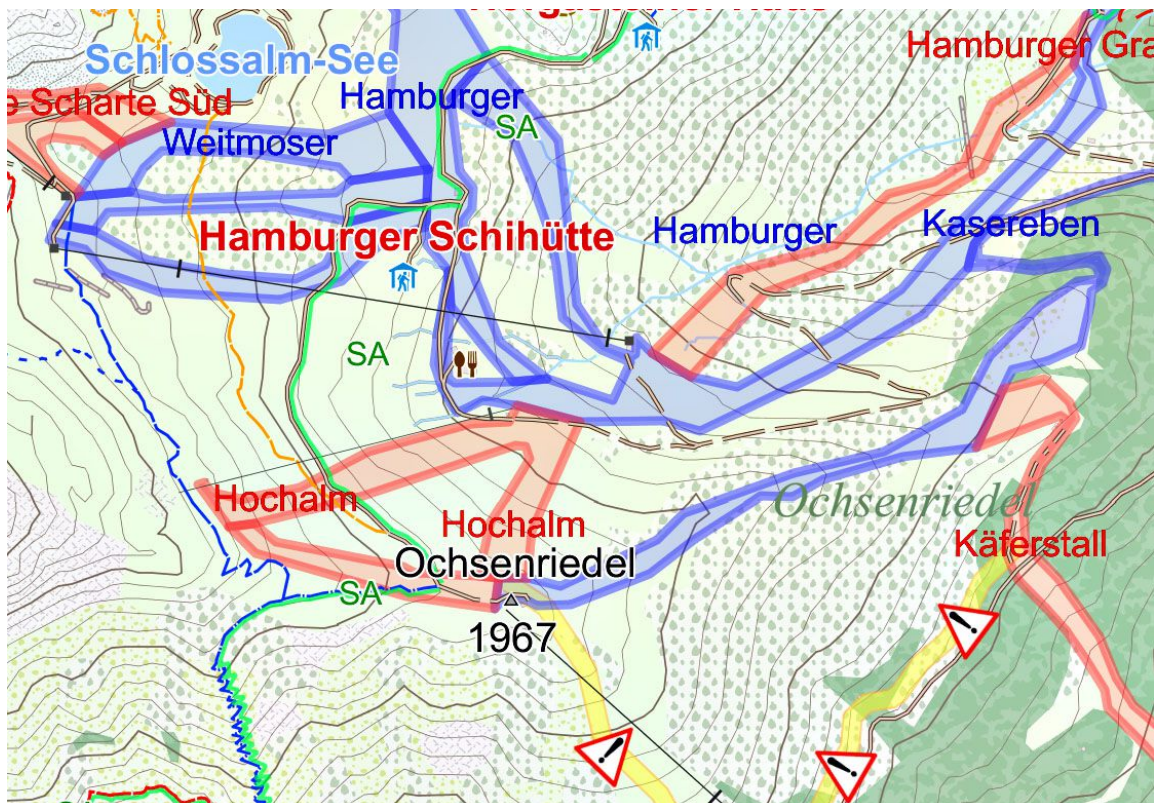 Schlossalm-See
Hamburger Gra
e Scharte Süd
Hamburger
SA
Weitmoser
Hamburger Schihütte
Hamburger
Kasereben
SA
Hochalm
Ochsenriedel
Hochalm
Käferstall
Ochsenriedel
SA
1967